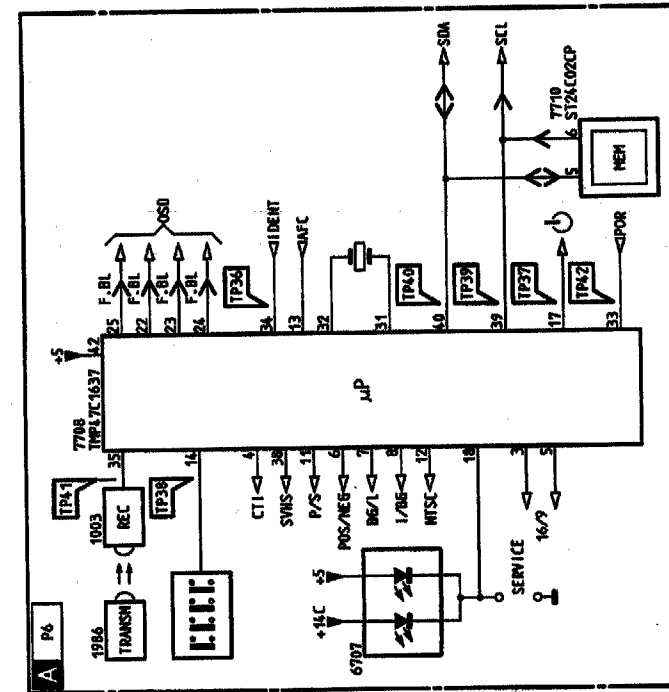 A P6
1986
TRANSM
1003
REC
TP41
TP38
7708
TMP47C1637
+5
42
35
14
4
38
11
6
7
8
12
18
3
5
CTI
SVHS
P/S
POS/NEG
BG/L
I/BG
NTSC
16/9
6707
+14C
+5
SERVICE
µP
25
22
23
24
34
13
32
31
40
39
17
33
F.BL
F.BL
F.BL
F.BL
OSD
TP36
IDENT
AFC
TP40
TP39
TP37
TP42
SDA
SCL
7710
ST24C02CP
5
6
MEM
POR